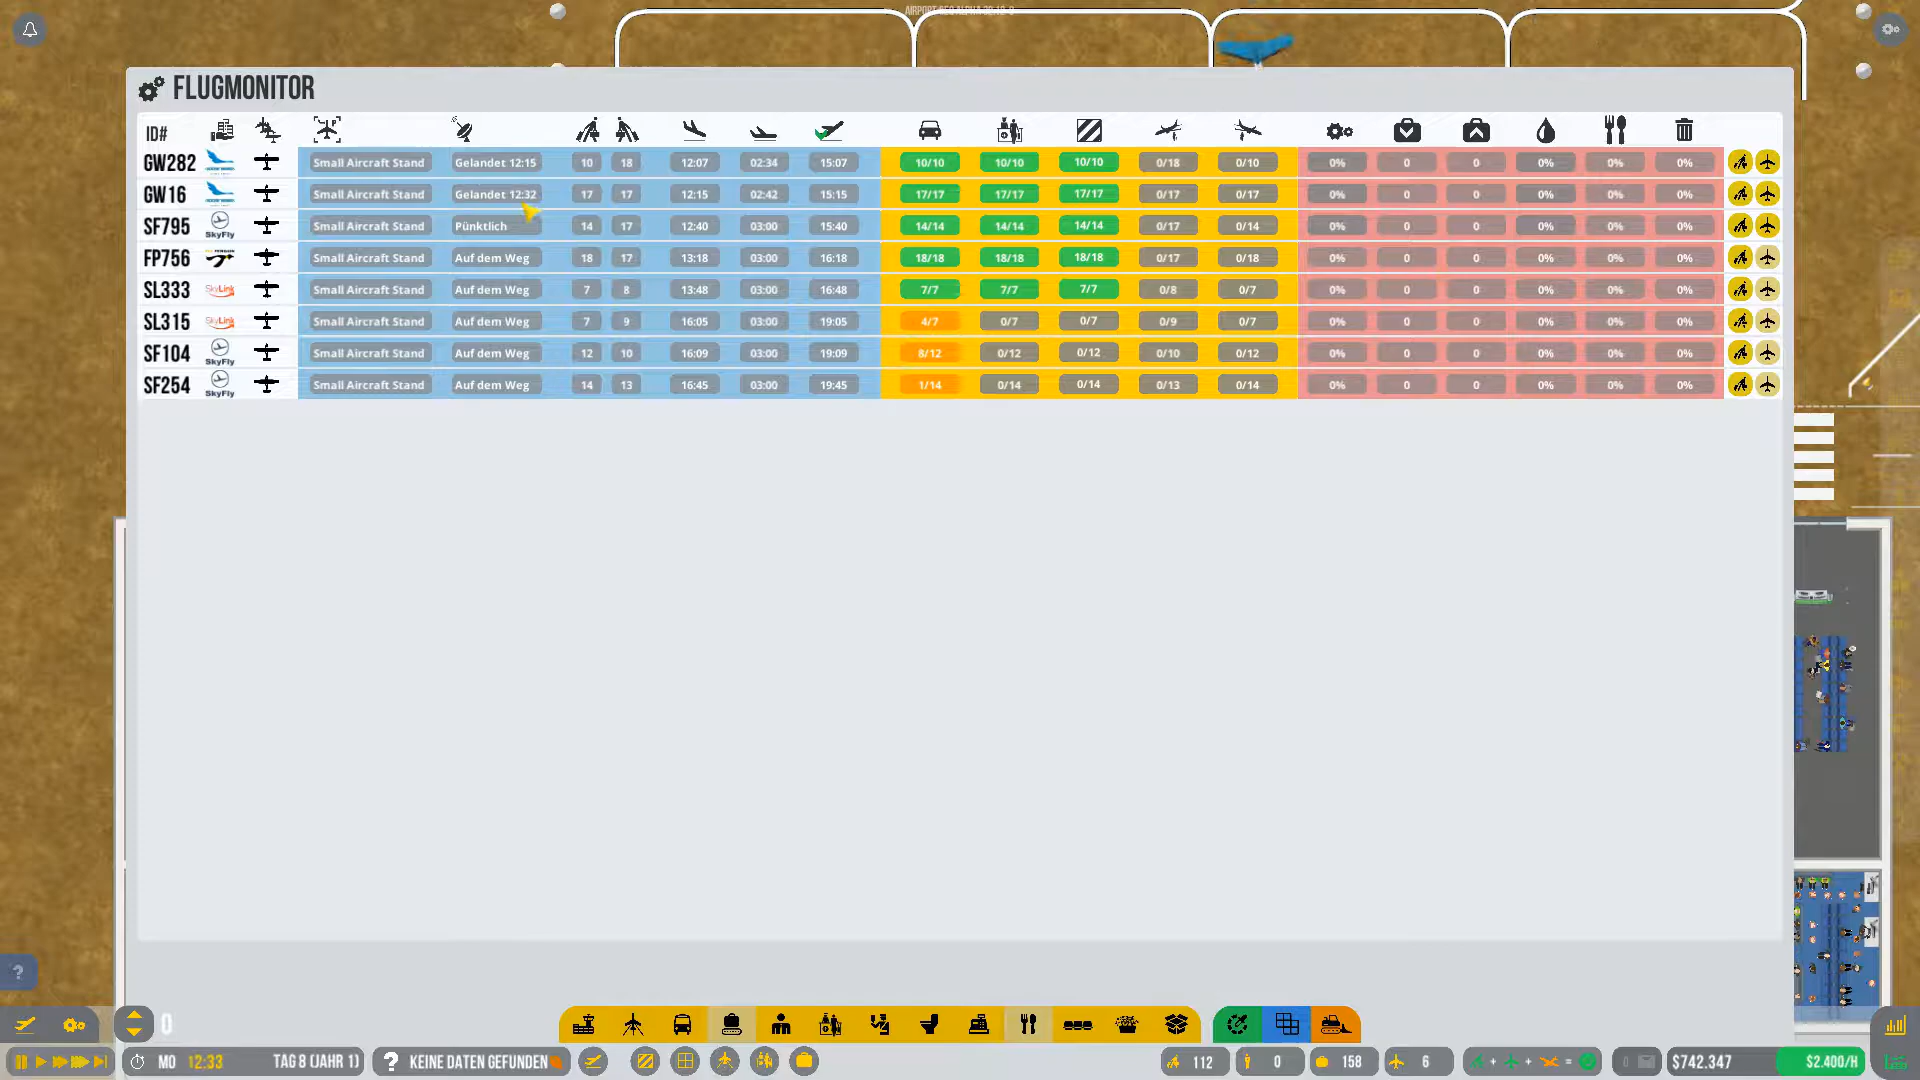 FLUGMONITOR
ID#
GW282 Small Aircraft Stand Gelandet 12:15 10 18 12:07 02:34 15:07 10/10 10/10 10/10 0/18 0/10 0% 0 0 0% 0% 0%
GW16 Small Aircraft Stand Gelandet 12:32 17 17 12:15 02:42 15:15 17/17 17/17 17/17 0/17 0/17 0% 0 0 0% 0% 0%
SF795 SkyFly Small Aircraft Stand Pünktlich 14 17 12:40 03:00 15:40 14/14 14/14 14/14 0/17 0/14 0% 0 0 0% 0% 0%
FP756 Small Aircraft Stand Auf dem Weg 18 17 13:18 03:00 16:18 18/18 18/18 18/18 0/17 0/18 0% 0 0 0% 0% 0%
SL333 SkyLink Small Aircraft Stand Auf dem Weg 7 8 13:48 03:00 16:48 7/7 7/7 7/7 0/8 0/7 0% 0 0 0% 0% 0%
SL315 SkyLink Small Aircraft Stand Auf dem Weg 7 9 16:05 03:00 19:05 4/7 0/7 0/7 0/9 0/7 0% 0 0 0% 0% 0%
SF104 SkyFly Small Aircraft Stand Auf dem Weg 12 10 16:09 03:00 19:09 8/12 0/12 0/12 0/10 0/12 0% 0 0 0% 0% 0%
SF254 SkyFly Small Aircraft Stand Auf dem Weg 14 13 16:45 03:00 19:45 1/14 0/14 0/14 0/13 0/14 0% 0 0 0% 0% 0%
?
0
MO 12:33 TAG 8 (JAHR 1) ? KEINE DATEN GEFUNDEN 112 0 158 6 + + = 0 $742.347 $2.400/H